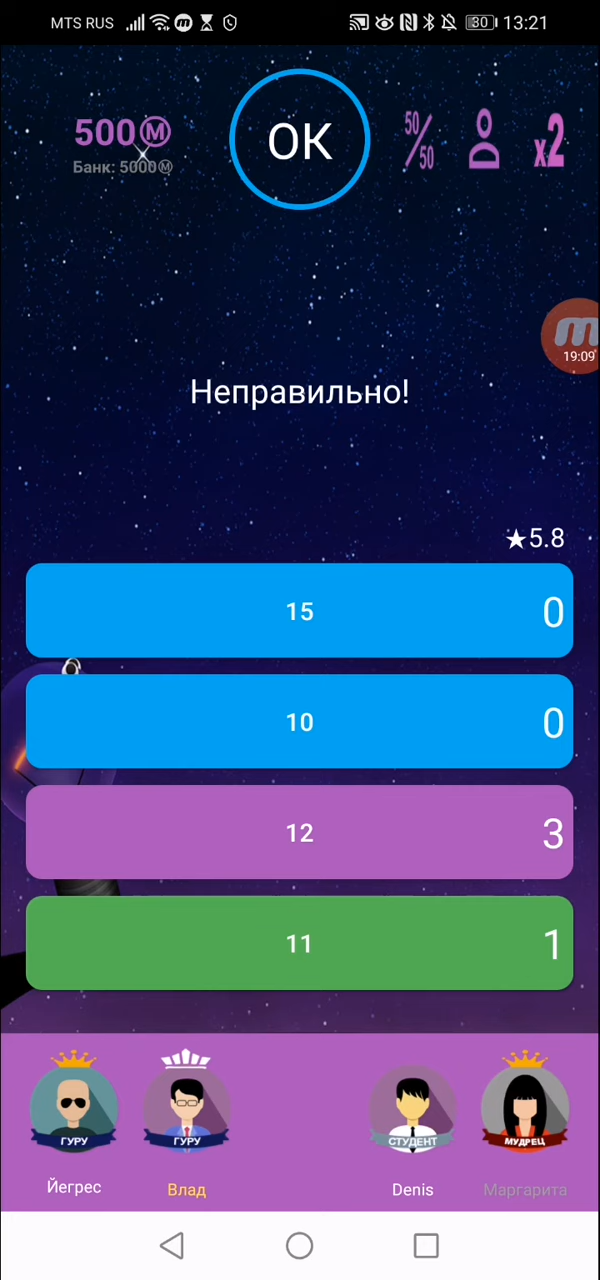 MTS RUS 30 13:21
500Ⓜ
Банк: 5000Ⓜ
OK
50/50
x2
19:09
Неправильно!
★5.8
15 0
10 0
12 3
11 1
ГУРУ ГУРУ СТУДЕНТ МУДРЕЦ
Йегрес Влад Denis Маргарита